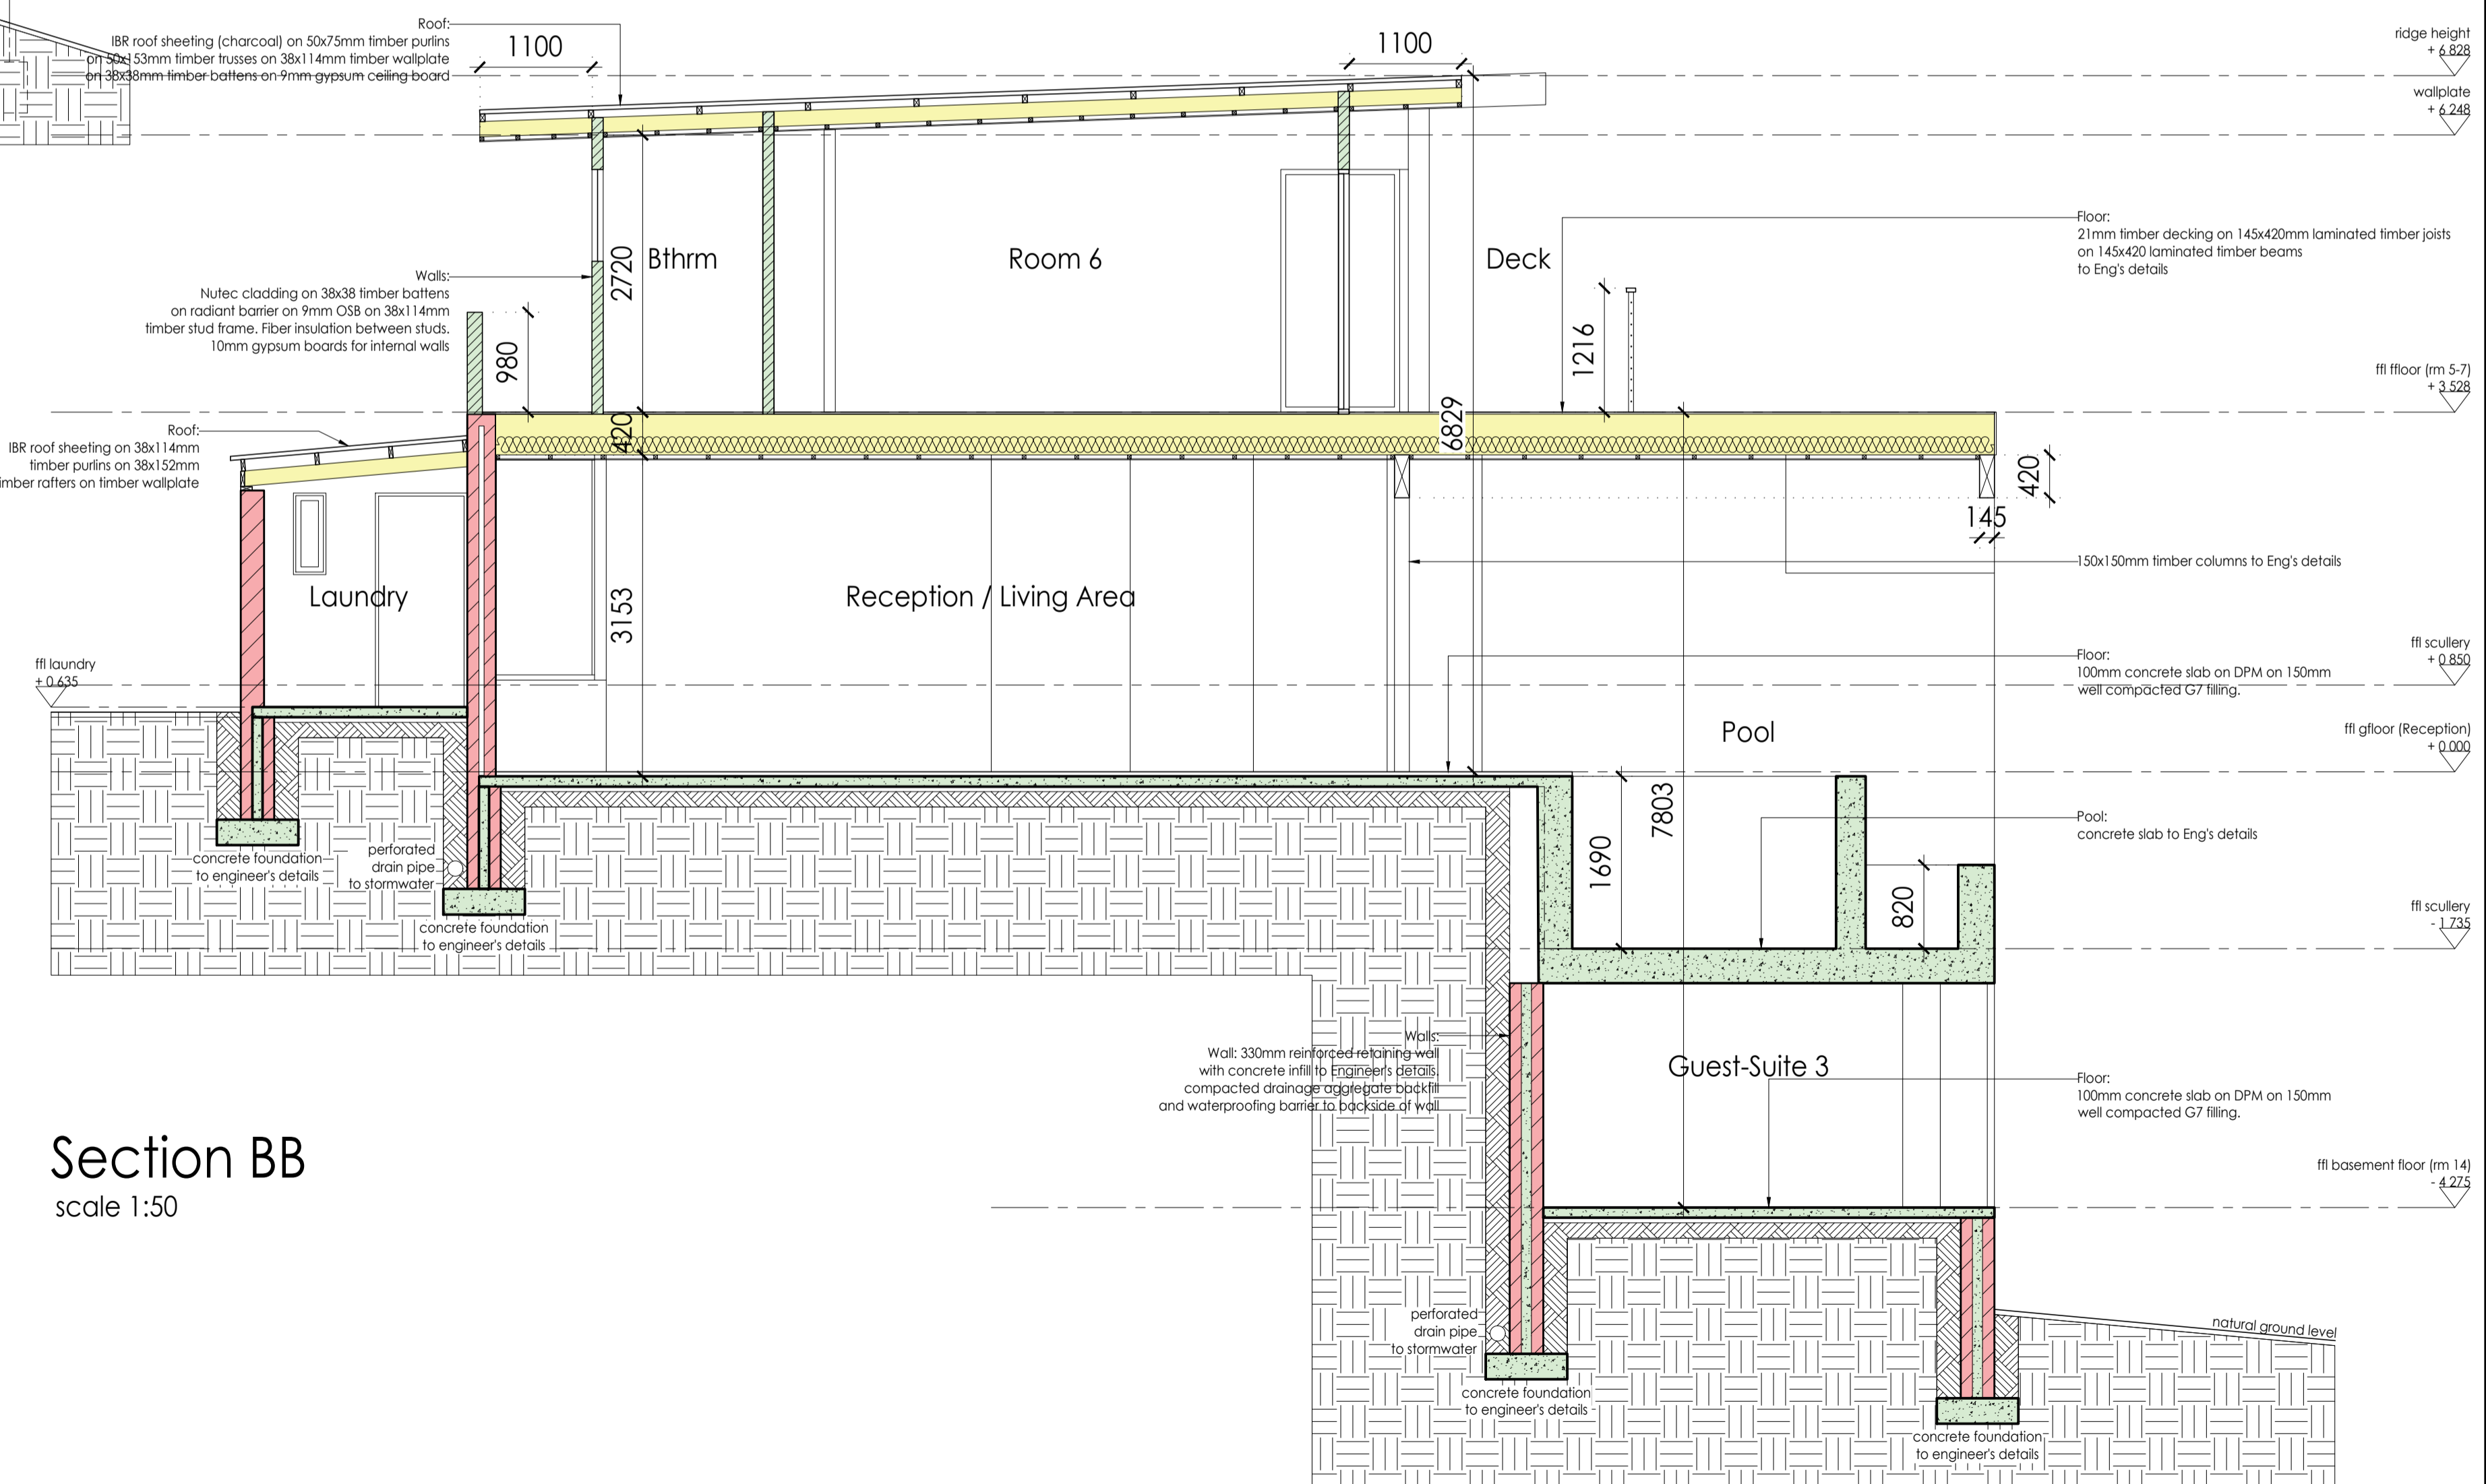 Roof:
IBR roof sheeting (charcoal) on 50x75mm timber purlins
on 50x153mm timber trusses on 38x114mm timber wallplate
on 38x38mm timber battens on 9mm gypsum ceiling board
1100
1100
ridge height
+ 6 828
wallplate
+ 6 248
Floor:
21mm timber decking on 145x420mm laminated timber joists
on 145x420 laminated timber beams
to Eng's details
2720
Bthrm
Room 6
Deck
Walls:
Nutec cladding on 38x38 timber battens
on radiant barrier on 9mm OSB on 38x114mm
timber stud frame. Fiber insulation between studs.
10mm gypsum boards for internal walls
980
1216
ffl ffloor (rm 5-7)
+ 3 528
Roof:
IBR roof sheeting on 38x114mm
timber purlins on 38x152mm
timber rafters on timber wallplate
420
6829
420
145
150x150mm timber columns to Eng's details
Laundry
3153
Reception / Living Area
ffl laundry
+ 0 635
Floor:
100mm concrete slab on DPM on 150mm
well compacted G7 filling.
ffl scullery
+ 0 850
Pool
ffl gfloor (Reception)
+ 0 000
1690
7803
820
Pool:
concrete slab to Eng's details
concrete foundation
to engineer's details
perforated
drain pipe
to stormwater
concrete foundation
to engineer's details
ffl scullery
- 1 735
Walls:
Wall: 330mm reinforced retaining wall
with concrete infill to Engineer's details.
compacted drainage aggregate backfill
and waterproofing barrier to backside of wall
Guest-Suite 3
Floor:
100mm concrete slab on DPM on 150mm
well compacted G7 filling.
Section BB
scale 1:50
ffl basement floor (rm 14)
- 4 275
perforated
drain pipe
to stormwater
natural ground level
concrete foundation
to engineer's details
concrete foundation
to engineer's details